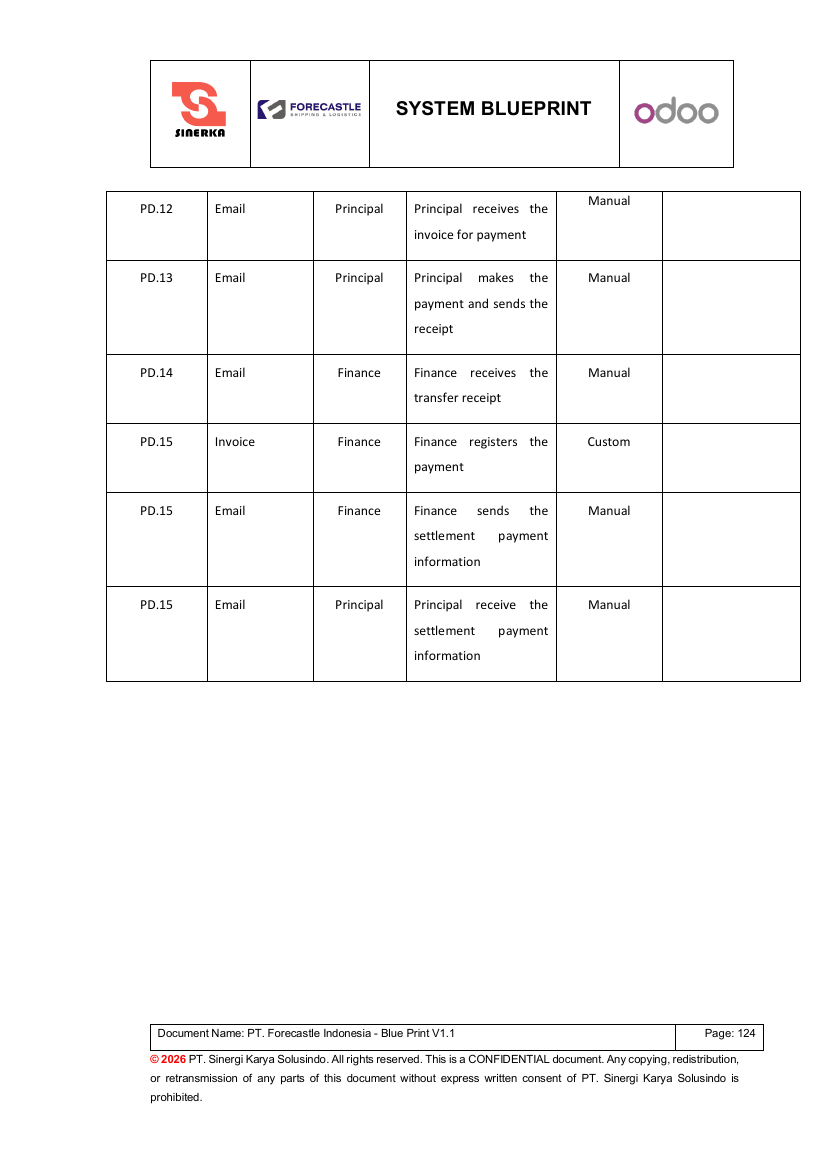 SINERKA
FORECASTLE
SHIPPING & LOGISTICS
SYSTEM BLUEPRINT
odoo
PD.12 Email Principal Principal receives the Manual
invoice for payment
PD.13 Email Principal Principal makes the Manual
payment and sends the
receipt
PD.14 Email Finance Finance receives the Manual
transfer receipt
PD.15 Invoice Finance Finance registers the Custom
payment
PD.15 Email Finance Finance sends the Manual
settlement payment
information
PD.15 Email Principal Principal receive the Manual
settlement payment
information
Document Name: PT. Forecastle Indonesia - Blue Print V1.1 Page: 124
© 2026 PT. Sinergi Karya Solusindo. All rights reserved. This is a CONFIDENTIAL document. Any copying, redistribution,
or retransmission of any parts of this document without express written consent of PT. Sinergi Karya Solusindo is
prohibited.